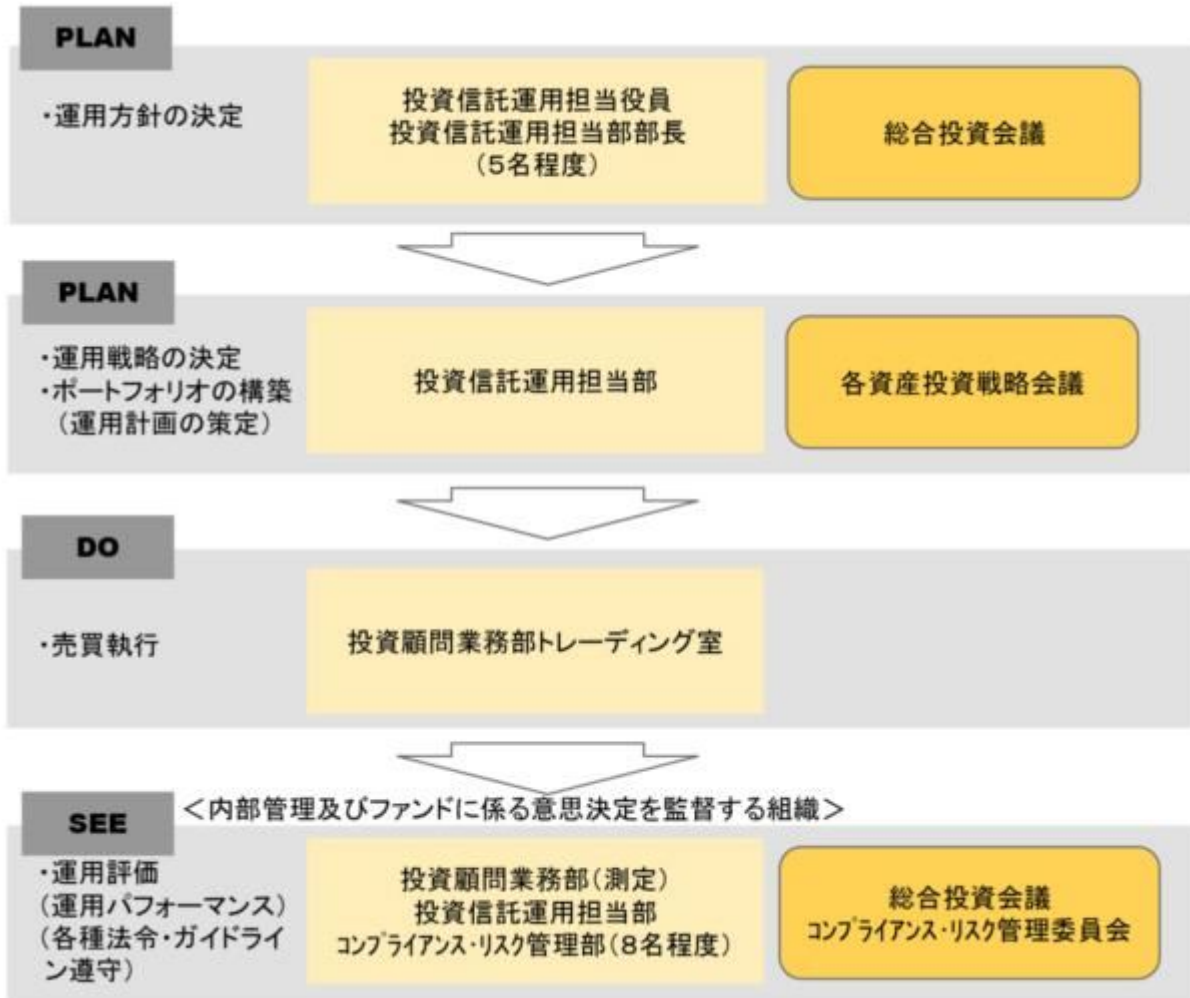 PLAN
・運用方針の決定
投資信託運用担当役員
投資信託運用担当部部長
(5名程度)
総合投資会議
PLAN
・運用戦略の決定
・ポートフォリオの構築
(運用計画の策定)
投資信託運用担当部
各資産投資戦略会議
DO
・売買執行
投資顧問業務部トレーディング室
SEE
<内部管理及びファンドに係る意思決定を監督する組織>
・運用評価
(運用パフォーマンス)
(各種法令・ガイドライ
ン遵守)
投資顧問業務部(測定)
投資信託運用担当部
コンプライアンス・リスク管理部(8名程度)
総合投資会議
コンプライアンス・リスク管理委員会